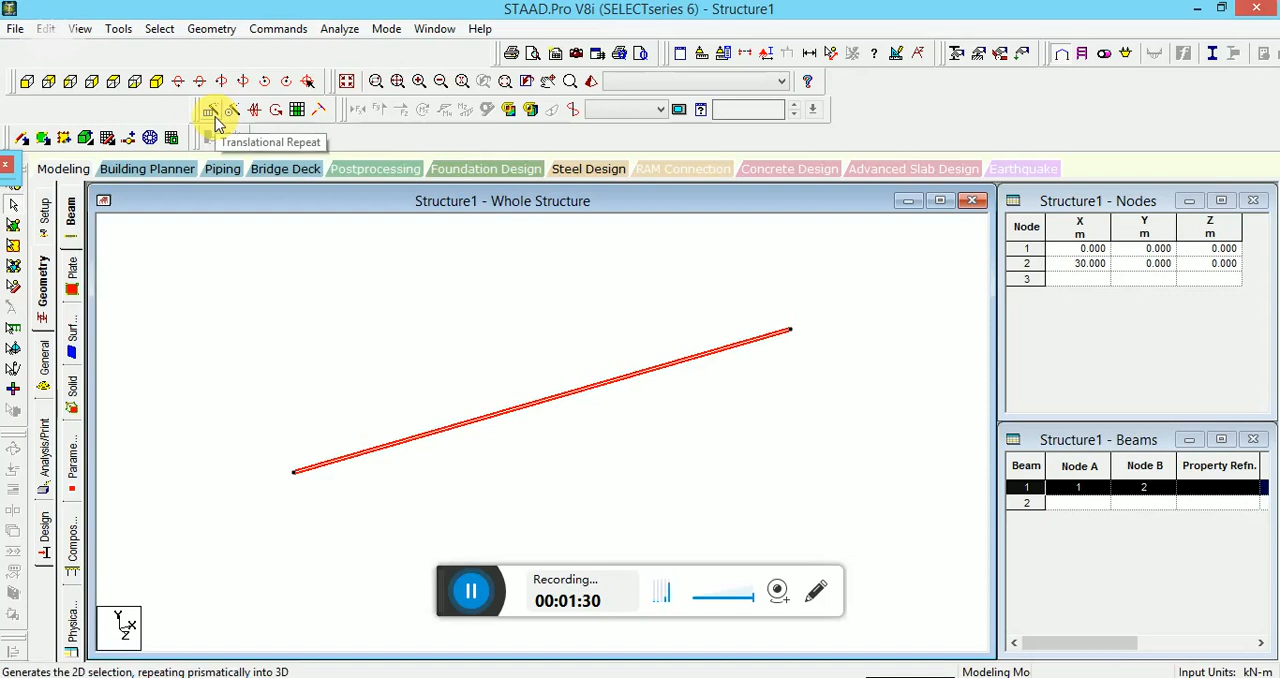 STAAD.Pro V8i (SELECTseries 6) - Structure1
File Edit View Tools Select Geometry Commands Analyze Mode Window Help
Translational Repeat
Modeling Building Planner Piping Bridge Deck Postprocessing Foundation Design Steel Design RAM Connection Concrete Design Advanced Slab Design Earthquake
Setup
Geometry
General
Analysis/Print
Design
Beam
Plate
Surf...
Solid
Parame...
Compos...
Physica...
Structure1 - Whole Structure
Y
X
Z
Recording...
00:01:30
Structure1 - Nodes
Node X m Y m Z m
1 0.000 0.000 0.000
2 30.000 0.000 0.000
3
Structure1 - Beams
Beam Node A Node B Property Refn.
1 1 2
2
Generates the 2D selection, repeating prismatically into 3D Modeling Mo Input Units: kN-m